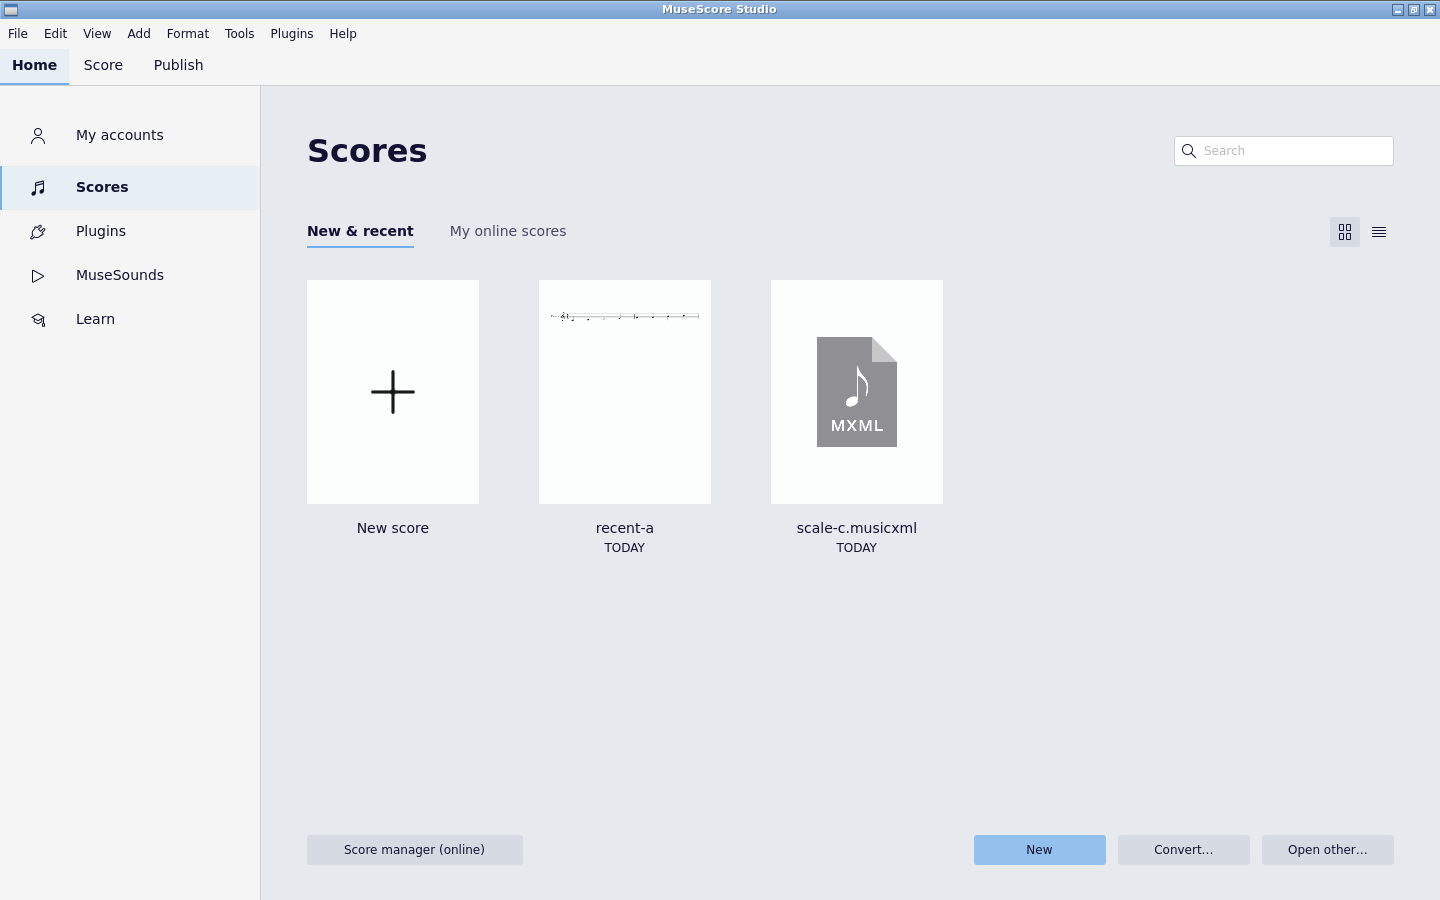 MuseScore Studio
File Edit View Add Format Tools Plugins Help
Home Score Publish
My accounts
Scores
Plugins
MuseSounds
Learn
Scores
Search
New & recent My online scores
MXML
New score
recent-a
TODAY
scale-c.musicxml
TODAY
Score manager (online)
New
Convert...
Open other...